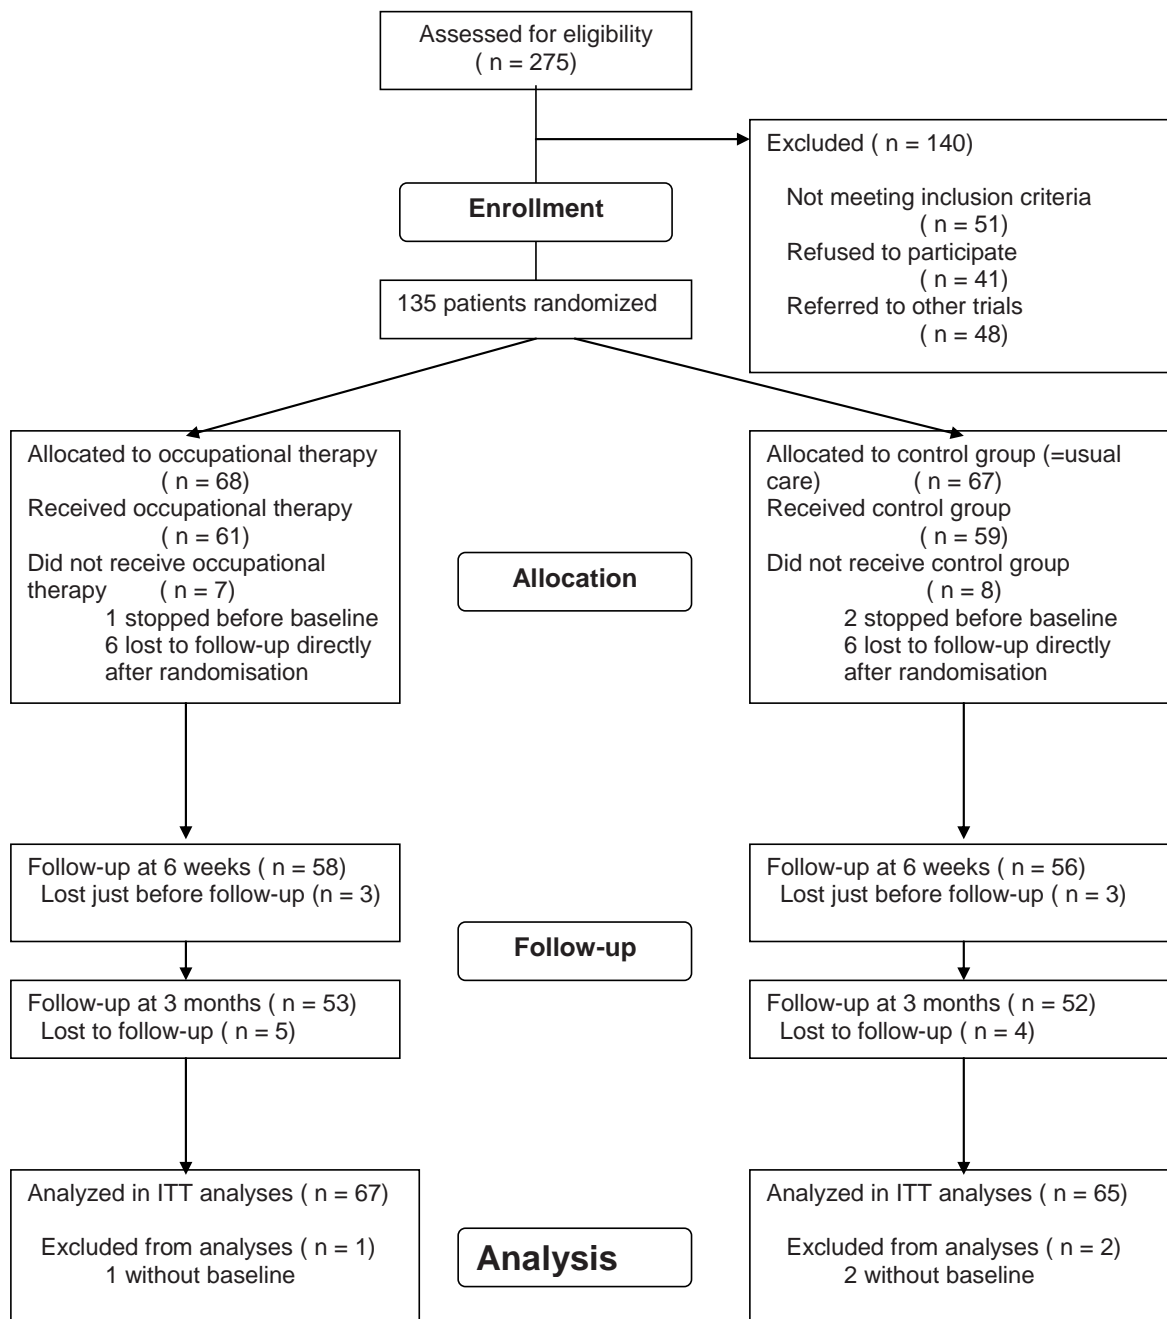 Assessed for eligibility
( n = 275)
Excluded ( n = 140)
Not meeting inclusion criteria
( n = 51)
Refused to participate
( n = 41)
Referred to other trials
( n = 48)
Enrollment
135 patients randomized
Allocated to occupational therapy
( n = 68)
Received occupational therapy
( n = 61)
Did not receive occupational
therapy ( n = 7)
1 stopped before baseline
6 lost to follow-up directly
after randomisation
Allocation
Allocated to control group (=usual
care) ( n = 67)
Received control group
( n = 59)
Did not receive control group
( n = 8)
2 stopped before baseline
6 lost to follow-up directly
after randomisation
Follow-up at 6 weeks ( n = 58)
Lost just before follow-up (n = 3)
Follow-up at 6 weeks ( n = 56)
Lost just before follow-up ( n = 3)
Follow-up
Follow-up at 3 months ( n = 53)
Lost to follow-up ( n = 5)
Follow-up at 3 months ( n = 52)
Lost to follow-up ( n = 4)
Analyzed in ITT analyses ( n = 67)
Excluded from analyses ( n = 1)
1 without baseline
Analysis
Analyzed in ITT analyses ( n = 65)
Excluded from analyses ( n = 2)
2 without baseline